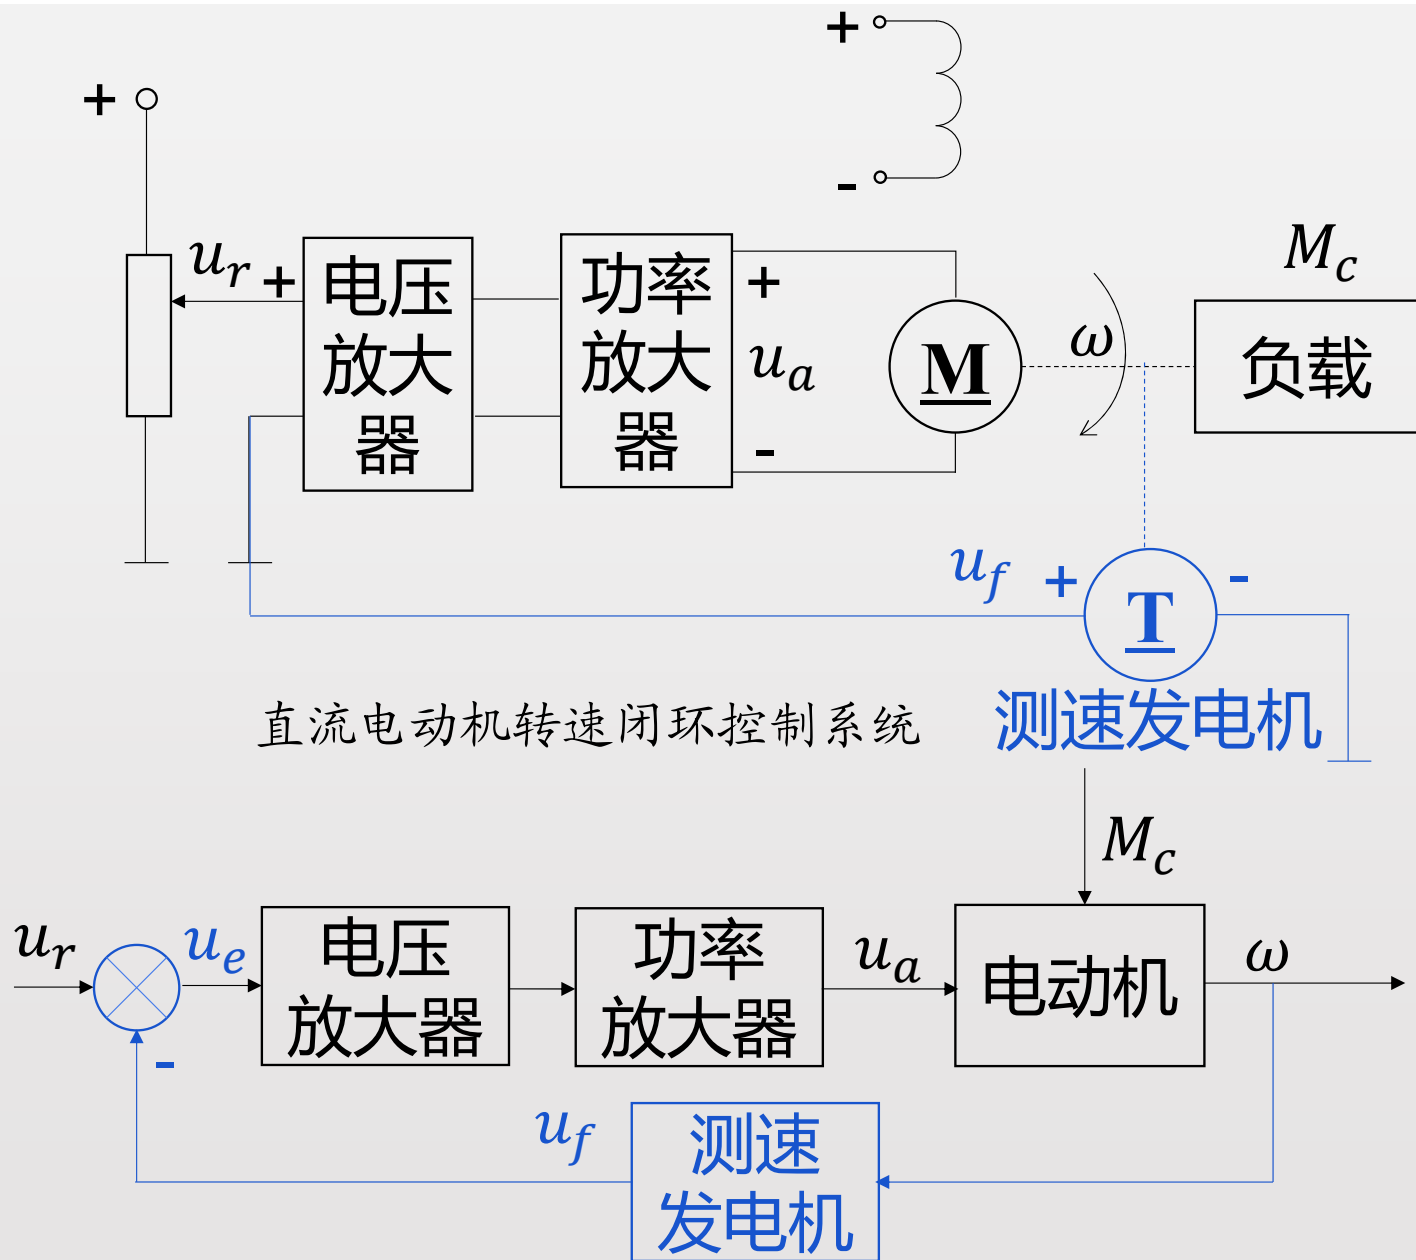 +
-
+
u_r
+
电压
放大
器
功率
放大
器
+
u_a
-
M
ω
M_c
负载
u_f
+
T
-
测速发电机
直流电动机转速闭环控制系统
M_c
u_r
u_e
-
电压
放大器
功率
放大器
u_a
电动机
ω
u_f
测速
发电机